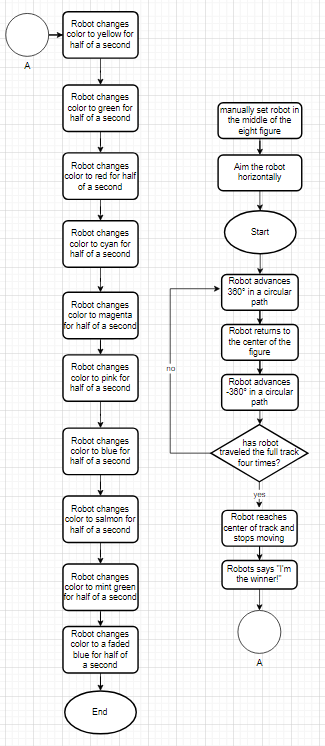 Robot changes
color to yellow for
half of a second
A
Robot changes
color to green for
half of a second
Robot changes
color to red for half
of a second
Robot changes
color to cyan for
half of a second
Robot changes
color to magenta
for half of a second
Robot changes
color to pink for
half of a second
Robot changes
color to blue for
half of a second
Robot changes
color to salmon for
half of a second
Robot changes
color to mint green
for half of a second
Robot changes
color to a faded
blue for half of
a second
End
manually set robot in
the middle of the
eight figure
Aim the robot
horizontally
Start
Robot advances
360° in a circular
path
Robot returns to
the center of the
figure
Robot advances
-360° in a circular
path
has robot
traveled the full track
four times?
no
yes
Robot reaches
center of track and
stops moving
Robots says "I'm
the winner!"
A